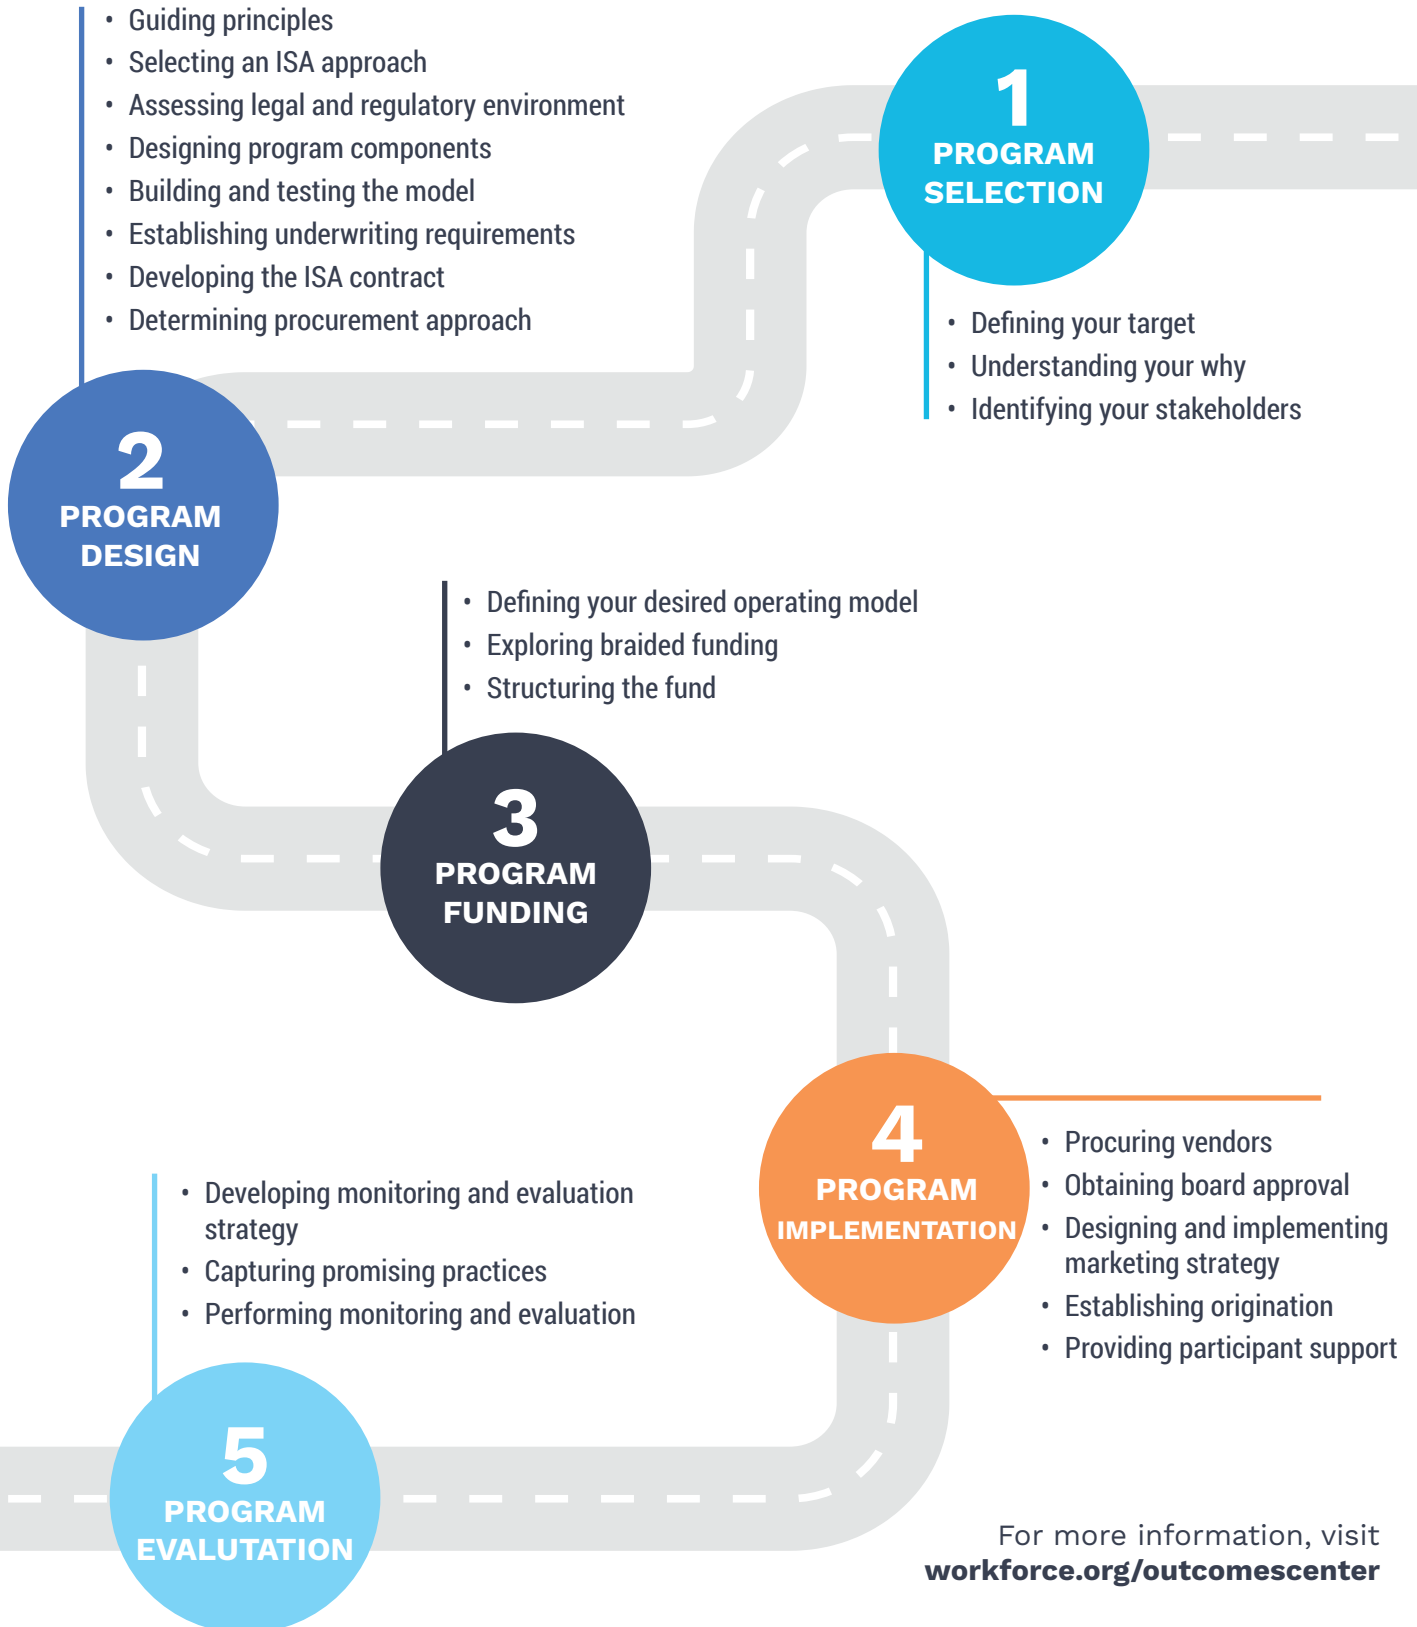 1
PROGRAM
SELECTION
• Defining your target
• Understanding your why
• Identifying your stakeholders
• Guiding principles
• Selecting an ISA approach
• Assessing legal and regulatory environment
• Designing program components
• Building and testing the model
• Establishing underwriting requirements
• Developing the ISA contract
• Determining procurement approach
2
PROGRAM
DESIGN
• Defining your desired operating model
• Exploring braided funding
• Structuring the fund
3
PROGRAM
FUNDING
4
PROGRAM
IMPLEMENTATION
• Procuring vendors
• Obtaining board approval
• Designing and implementing
marketing strategy
• Establishing origination
• Providing participant support
• Developing monitoring and evaluation
strategy
• Capturing promising practices
• Performing monitoring and evaluation
5
PROGRAM
EVALUTATION
For more information, visit
workforce.org/outcomescenter